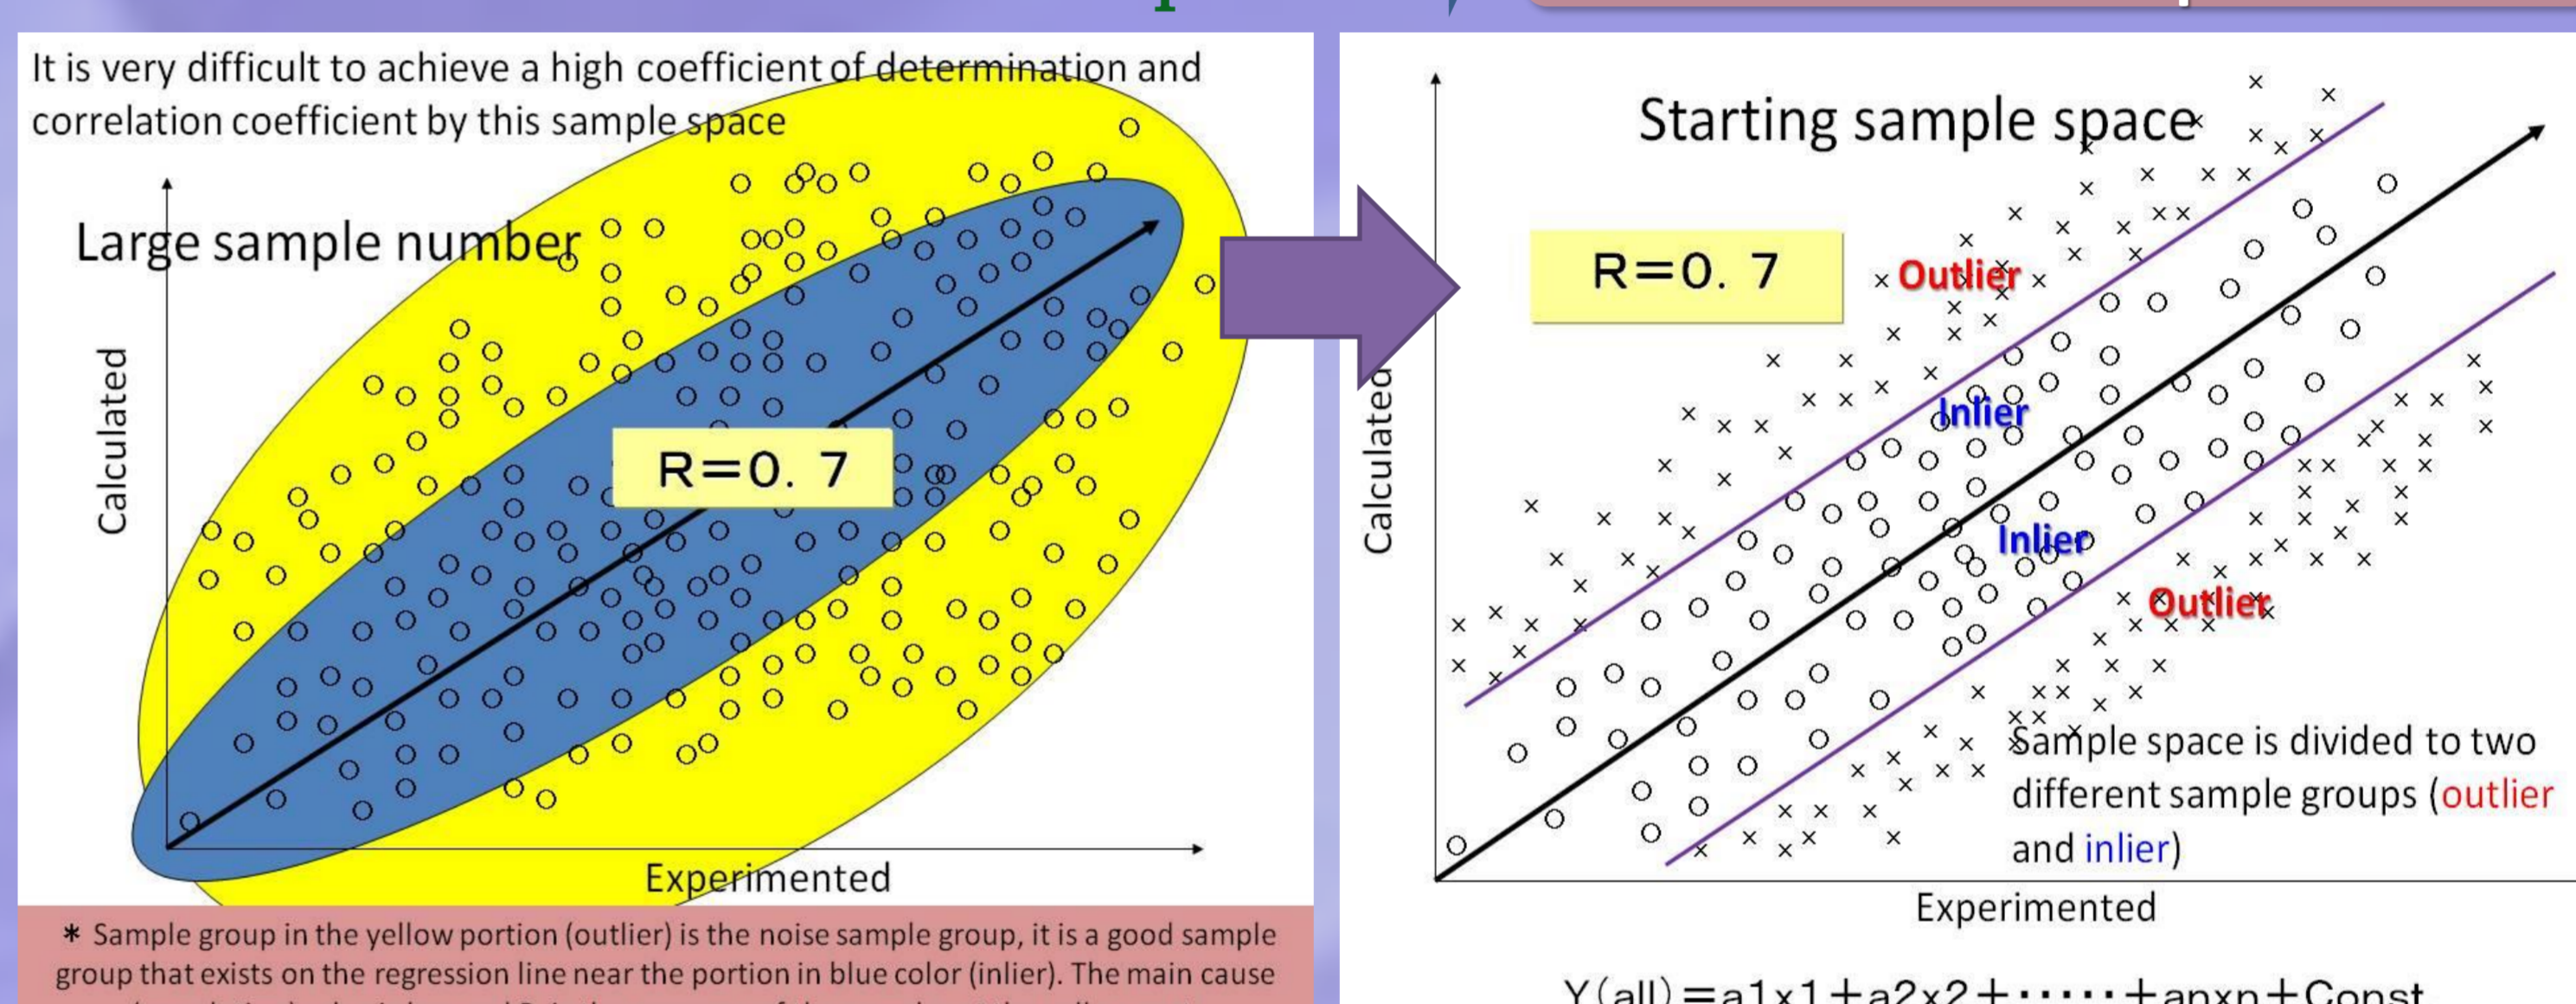 It is very difficult to achieve a high coefficient of determination and
correlation coefficient by this sample space
Large sample number
Calculated
R=0. 7
Experimented
* Sample group in the yellow portion (outlier) is the noise sample group, it is a good sample
group that exists on the regression line near the portion in blue color (inlier). The main cause
Starting sample space
R=0. 7
Outlier
Inlier
Calculated
Inlier
Outlier
Sample space is divided to two
different sample groups (outlier
and inlier)
Experimented
Y(all)=a1x1+a2x2+·····+anxn+Const